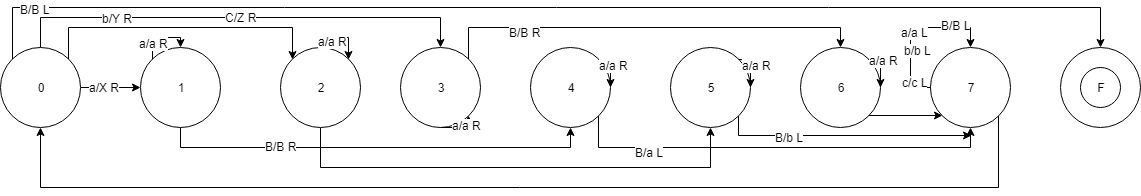 B/B L
b/Y R
C/Z R
B/B R
a/a L
B/B L
a/a R
a/a R
b/b L
a/a R
a/a R
a/a R
c/c L
0
a/X R
1
2
3
4
5
6
7
F
a/a R
B/b L
B/B R
B/a L